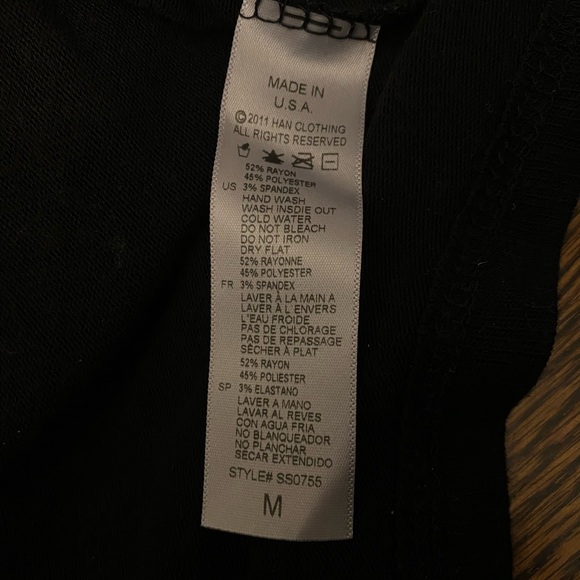 MADE IN
U.S.A.
©2011 HAN CLOTHING
ALL RIGHTS RESERVED
52% RAYON
45% POLYESTER
US 3% SPANDEX
HAND WASH
WASH INSDIE OUT
COLD WATER
DO NOT BLEACH
DO NOT IRON
DRY FLAT
52% RAYONNE
45% POLYESTER
FR 3% SPANDEX
LAVER À LA MAIN A
LAVER À L'ENVERS
L'EAU FROIDE
PAS DE CHLORAGE
PAS DE REPASSAGE
SÈCHER À PLAT
52% RAYON
45% POLIESTER
SP 3% ELASTANO
LAVER A MANO
LAVAR AL REVES
CON AGUA FRIA
NO BLANQUEADOR
NO PLANCHAR
SECAR EXTENDIDO
STYLE# SS0755
M